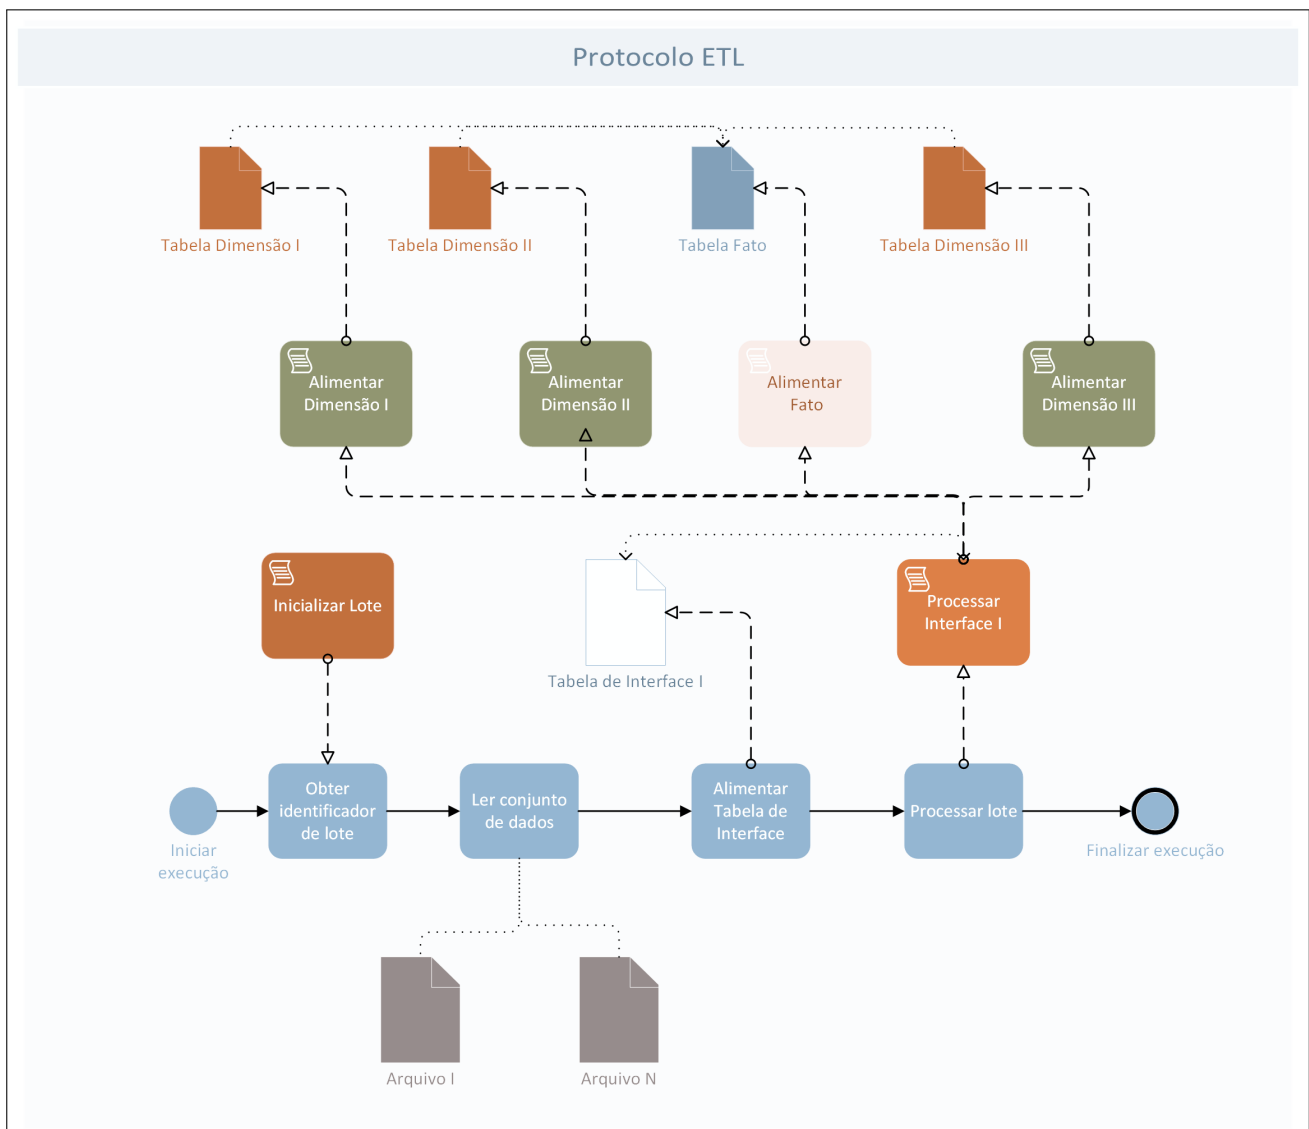 Protocolo ETL
Tabela Dimensão I
Tabela Dimensão II
Tabela Fato
Tabela Dimensão III
Alimentar
Dimensão I
Alimentar
Dimensão II
Alimentar
Fato
Alimentar
Dimensão III
Inicializar Lote
Tabela de Interface I
Processar
Interface I
Iniciar
execução
Obter
identificador
de lote
Ler conjunto
de dados
Alimentar
Tabela de
Interface
Processar lote
Finalizar execução
Arquivo I
Arquivo N